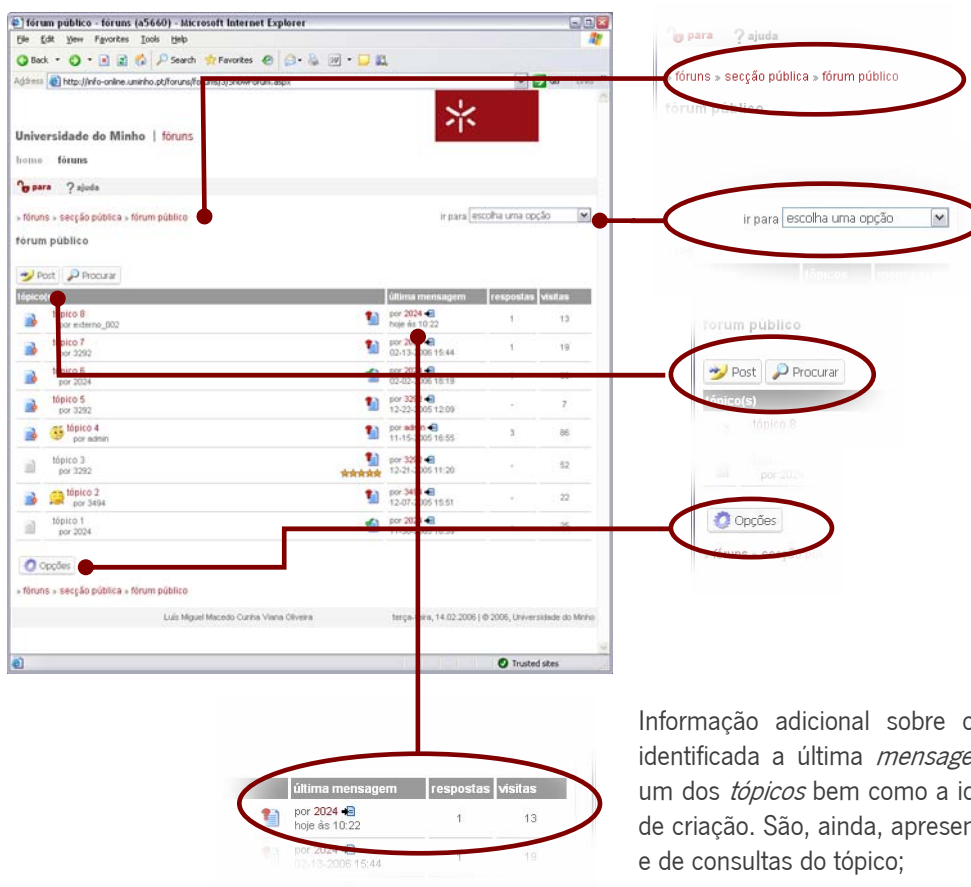 fórum público - fóruns (a5660) - Microsoft Internet Explorer
File Edit View Favorites Tools Help
Back Search Favorites
Address http://info-online.uminho.pt/foruns/
Universidade do Minho | fóruns
home fóruns
para ? ajuda
» fóruns » secção pública » fórum público
ir para escolha uma opção
fórum público
Post Procurar
última mensagem respostas visitas
tópico 8 por 2024
por externo_002 hoje às 10:22 1 13
tópico 7
por 3292 02-13-2006 15:44 1 19
por 2024 02-02-2006 16:19
tópico 5
por 3292 12-22-2005 12:09 - 7
tópico 4 por admin
por admin 11-15-2005 16:55 3 86
tópico 3
por 3292 12-21-2005 11:20 - 52
tópico 2 por 3494
por 3494 12-07-2005 15:51 - 22
tópico 1
por 2024
Opções
» fóruns » secção pública » fórum público
Luís Miguel Macedo Cunha Viana Oliveira terça-feira, 14.02.2006 | © 2006, Universidade do Minho
Trusted sites
para ? ajuda
fóruns » secção pública » fórum público
fórum público
ir para escolha uma opção
tópicos
fórum público
Post Procurar
tópico(s)
tópico 8
por 2024
Opções
fóruns » secção
última mensagem respostas visitas
por 2024
hoje às 10:22 1 13
por 2024
02-13-2006 15:44 1 19
Informação adicional sobre
identificada a última mensage
um dos tópicos bem como a
de criação. São, ainda, apresen
e de consultas do tópico;